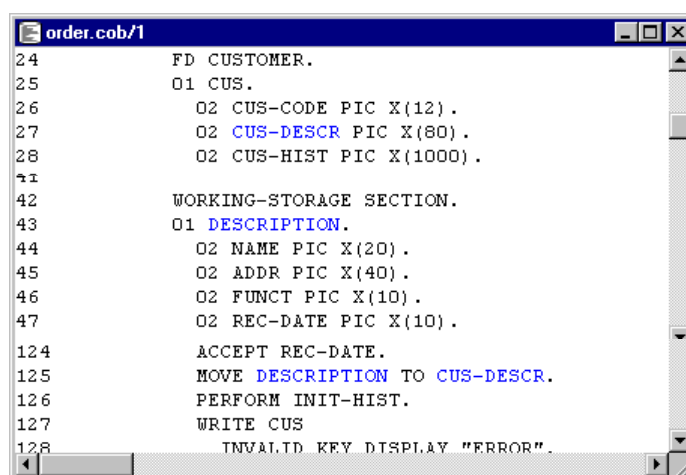 order.cob/1
24 FD CUSTOMER.
25 01 CUS.
26 02 CUS-CODE PIC X(12).
27 02 CUS-DESCR PIC X(80).
28 02 CUS-HIST PIC X(1000).
41
42 WORKING-STORAGE SECTION.
43 01 DESCRIPTION.
44 02 NAME PIC X(20).
45 02 ADDR PIC X(40).
46 02 FUNCT PIC X(10).
47 02 REC-DATE PIC X(10).
124 ACCEPT REC-DATE.
125 MOVE DESCRIPTION TO CUS-DESCR.
126 PERFORM INIT-HIST.
127 WRITE CUS
128 INVALID KEY DISPLAY "ERROR".